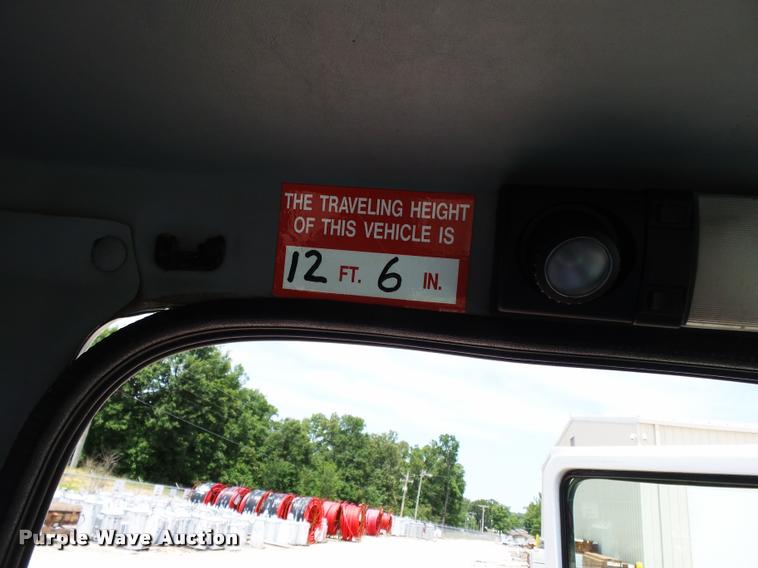 THE TRAVELING HEIGHT
OF THIS VEHICLE IS
12 FT. 6 IN.
Purple Wave Auction